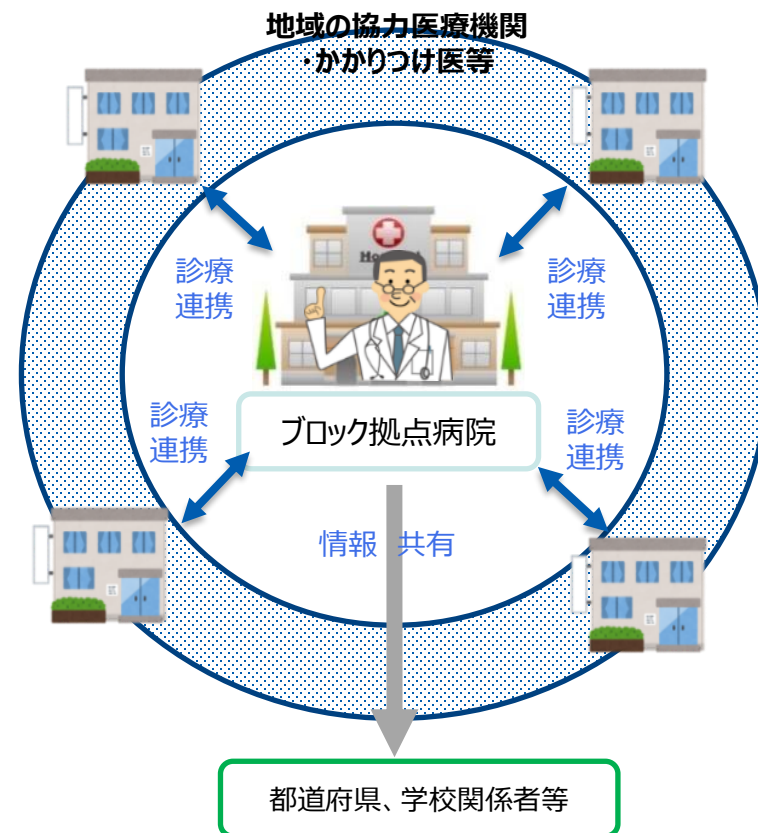 地域の協力医療機関
・かかりつけ医等
診療
連携
診療
連携
診療
連携
ブロック拠点病院
診療
連携
情報 共有
都道府県、学校関係者等